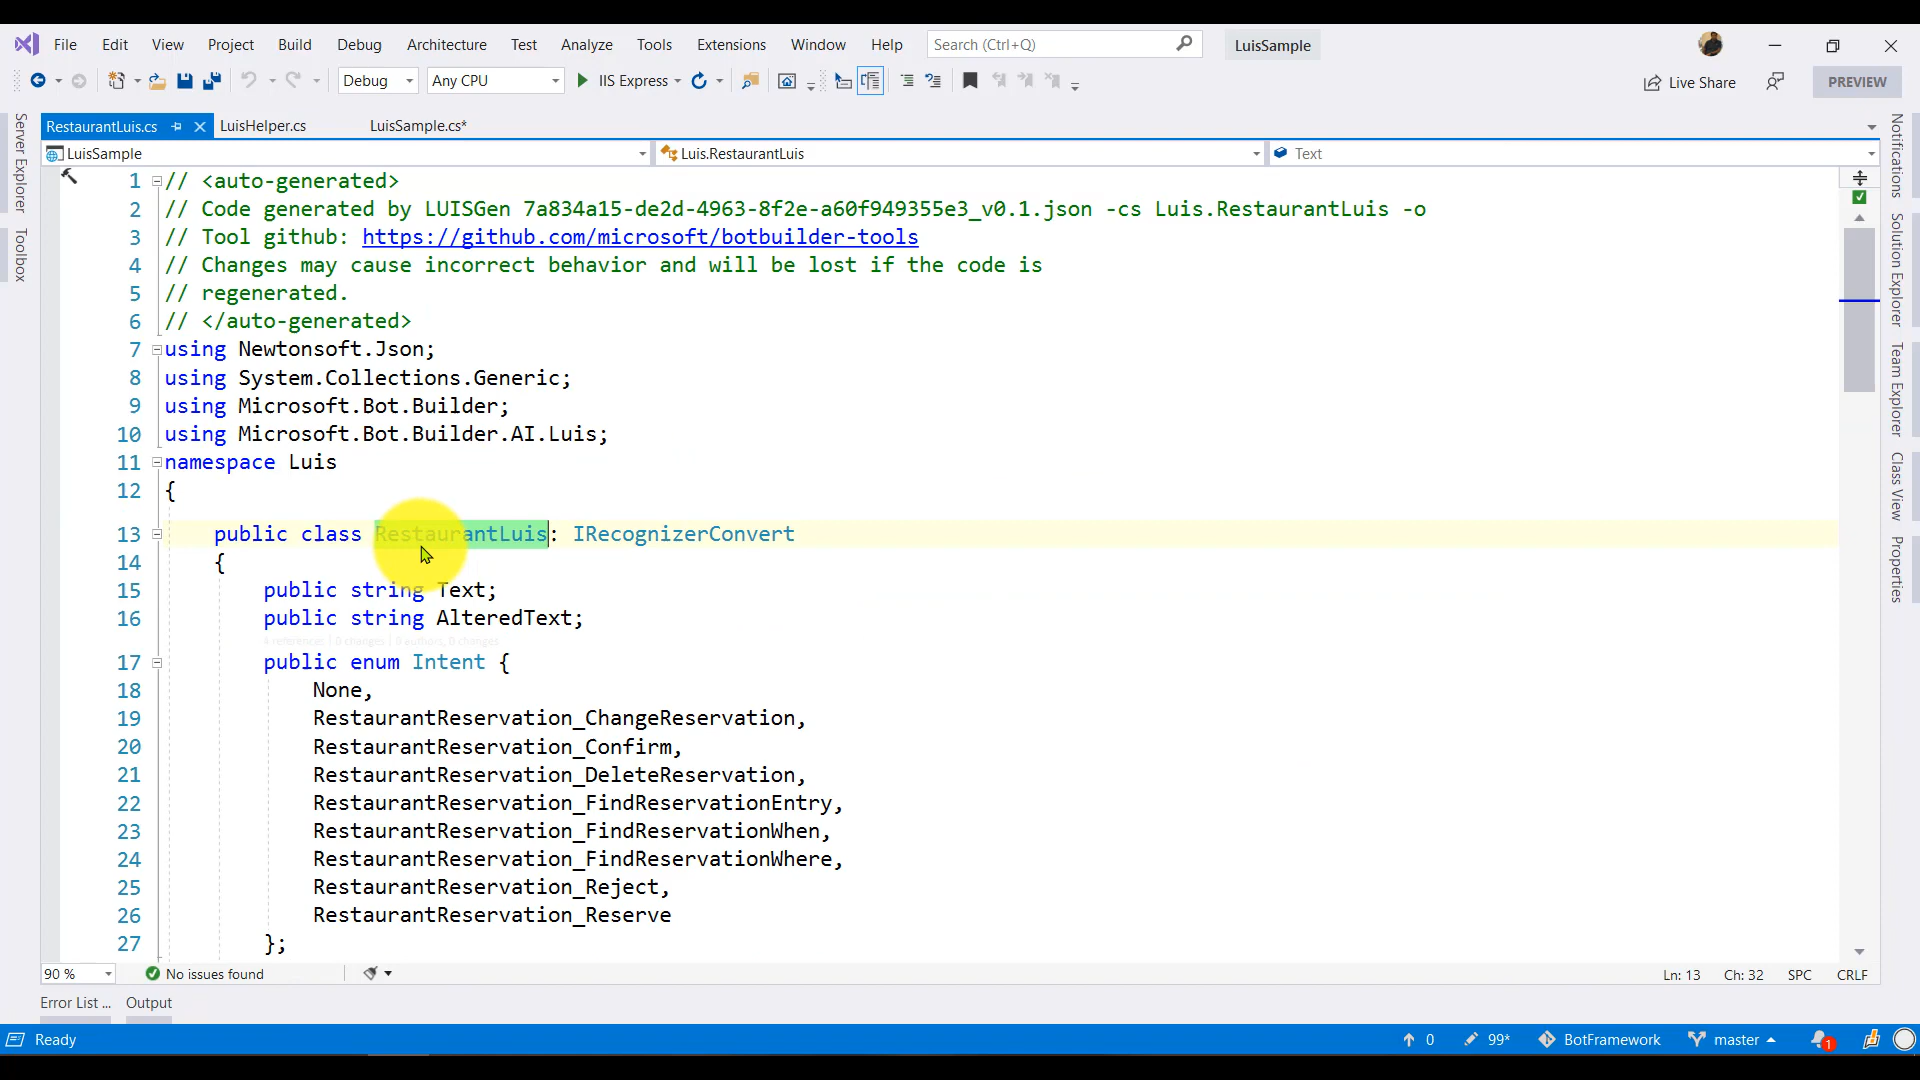 File Edit View Project Build Debug Architecture Test Analyze Tools Extensions Window Help Search (Ctrl+Q) LuisSample
Debug Any CPU IIS Express Live Share PREVIEW
RestaurantLuis.cs LuisHelper.cs LuisSample.cs*
LuisSample Luis.RestaurantLuis Text
Server Explorer
Toolbox
1 // <auto-generated>
2 // Code generated by LUISGen 7a834a15-de2d-4963-8f2e-a60f949355e3_v0.1.json -cs Luis.RestaurantLuis -o
3 // Tool github: https://github.com/microsoft/botbuilder-tools
4 // Changes may cause incorrect behavior and will be lost if the code is
5 // regenerated.
6 // </auto-generated>
7 using Newtonsoft.Json;
8 using System.Collections.Generic;
9 using Microsoft.Bot.Builder;
10 using Microsoft.Bot.Builder.AI.Luis;
11 namespace Luis
12 {
13 public class RestaurantLuis: IRecognizerConvert
14 {
15 public string Text;
16 public string AlteredText;
references | 0 changes | 0 authors, 0 changes
17 public enum Intent {
18 None,
19 RestaurantReservation_ChangeReservation,
20 RestaurantReservation_Confirm,
21 RestaurantReservation_DeleteReservation,
22 RestaurantReservation_FindReservationEntry,
23 RestaurantReservation_FindReservationWhen,
24 RestaurantReservation_FindReservationWhere,
25 RestaurantReservation_Reject,
26 RestaurantReservation_Reserve
27 };
Notifications
Solution Explorer
Team Explorer
Class View
Properties
90 % No issues found Ln: 13 Ch: 32 SPC CRLF
Error List ... Output
Ready 0 99* BotFramework master 1